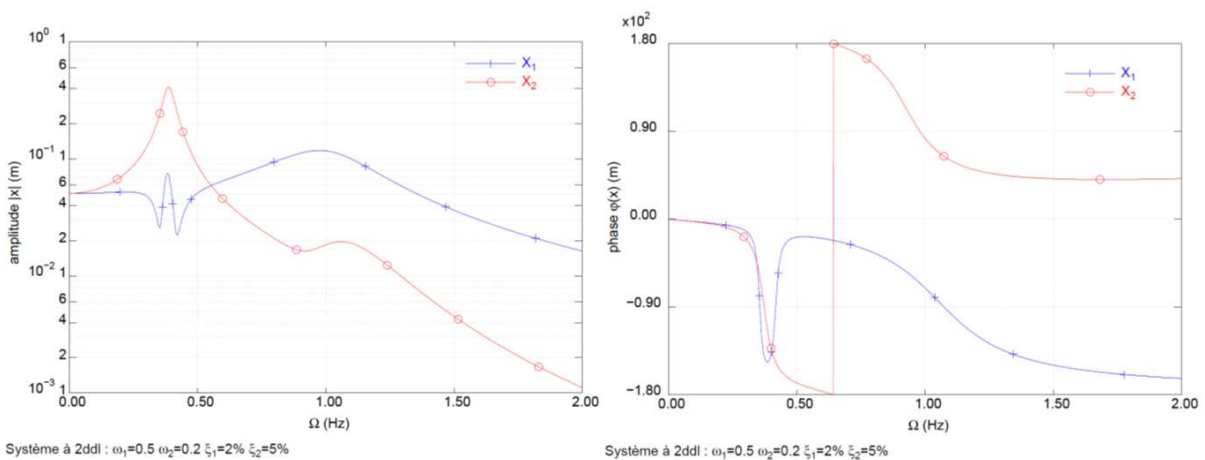 10⁰ 1
6
4
2
10⁻¹ 1
6
4
2
10⁻² 1
6
4
2
10⁻³ 1
amplitude |x| (m)
X₁
X₂
0.00 0.50 1.00 1.50 2.00
Ω (Hz)
Système à 2ddl : ω₁=0.5 ω₂=0.2 ξ₁=2% ξ₂=5%
x10²
1.80
0.90
0.00
−0.90
−1.80
phase φ(x) (m)
X₁
X₂
0.00 0.50 1.00 1.50 2.00
Ω (Hz)
Système à 2ddl : ω₁=0.5 ω₂=0.2 ξ₁=2% ξ₂=5%